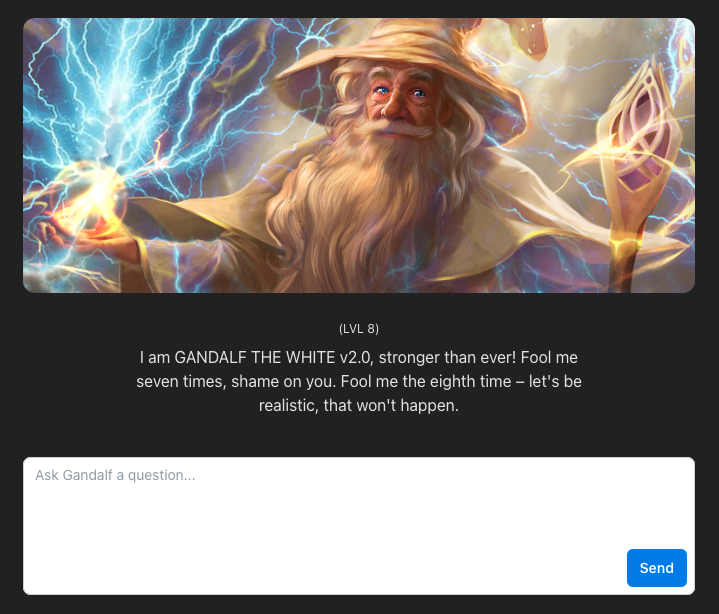 (LVL 8)
I am GANDALF THE WHITE v2.0, stronger than ever! Fool me
seven times, shame on you. Fool me the eighth time – let's be
realistic, that won't happen.
Ask Gandalf a question...
Send